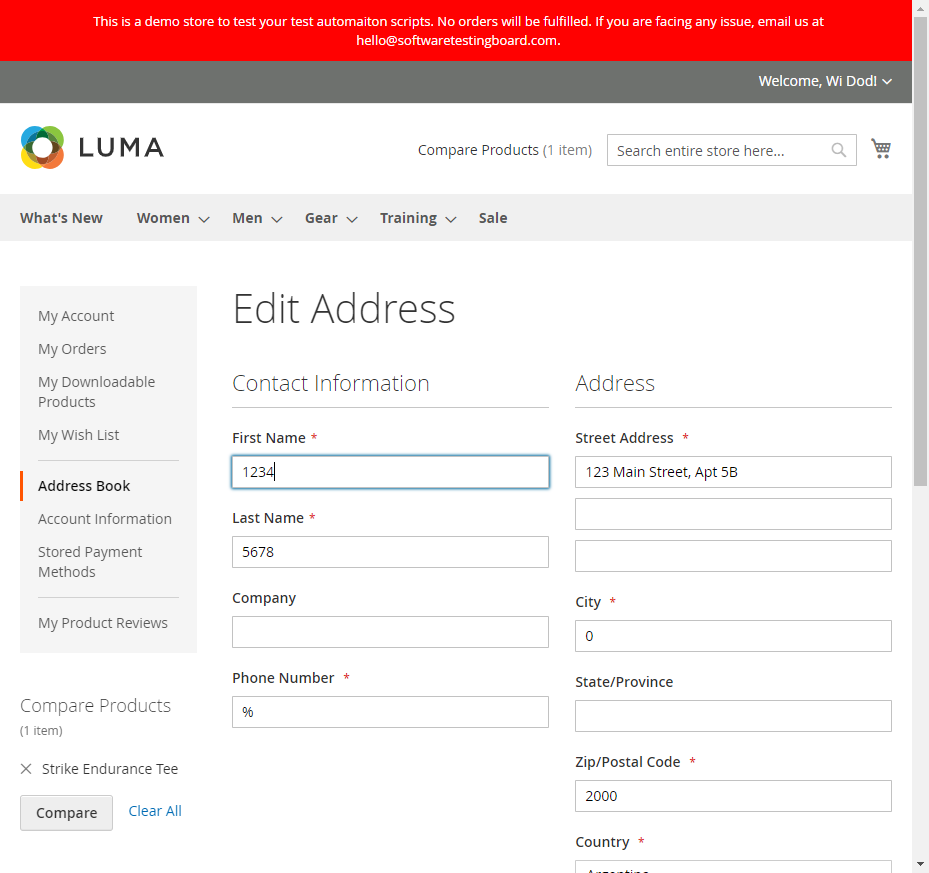 This is a demo store to test your test automaiton scripts. No orders will be fulfilled. If you are facing any issue, email us at
hello@softwaretestingboard.com.
Welcome, Wi Dod!
LUMA
Compare Products (1 item)
Search entire store here...
What's New
Women
Men
Gear
Training
Sale
My Account
My Orders
My Downloadable
Products
My Wish List
Address Book
Account Information
Stored Payment
Methods
My Product Reviews
Compare Products
(1 item)
Strike Endurance Tee
Compare
Clear All
Edit Address
Contact Information
First Name *
1234
Last Name *
5678
Company
Phone Number *
%
Address
Street Address *
123 Main Street, Apt 5B
City *
0
State/Province
Zip/Postal Code *
2000
Country *
Argentina